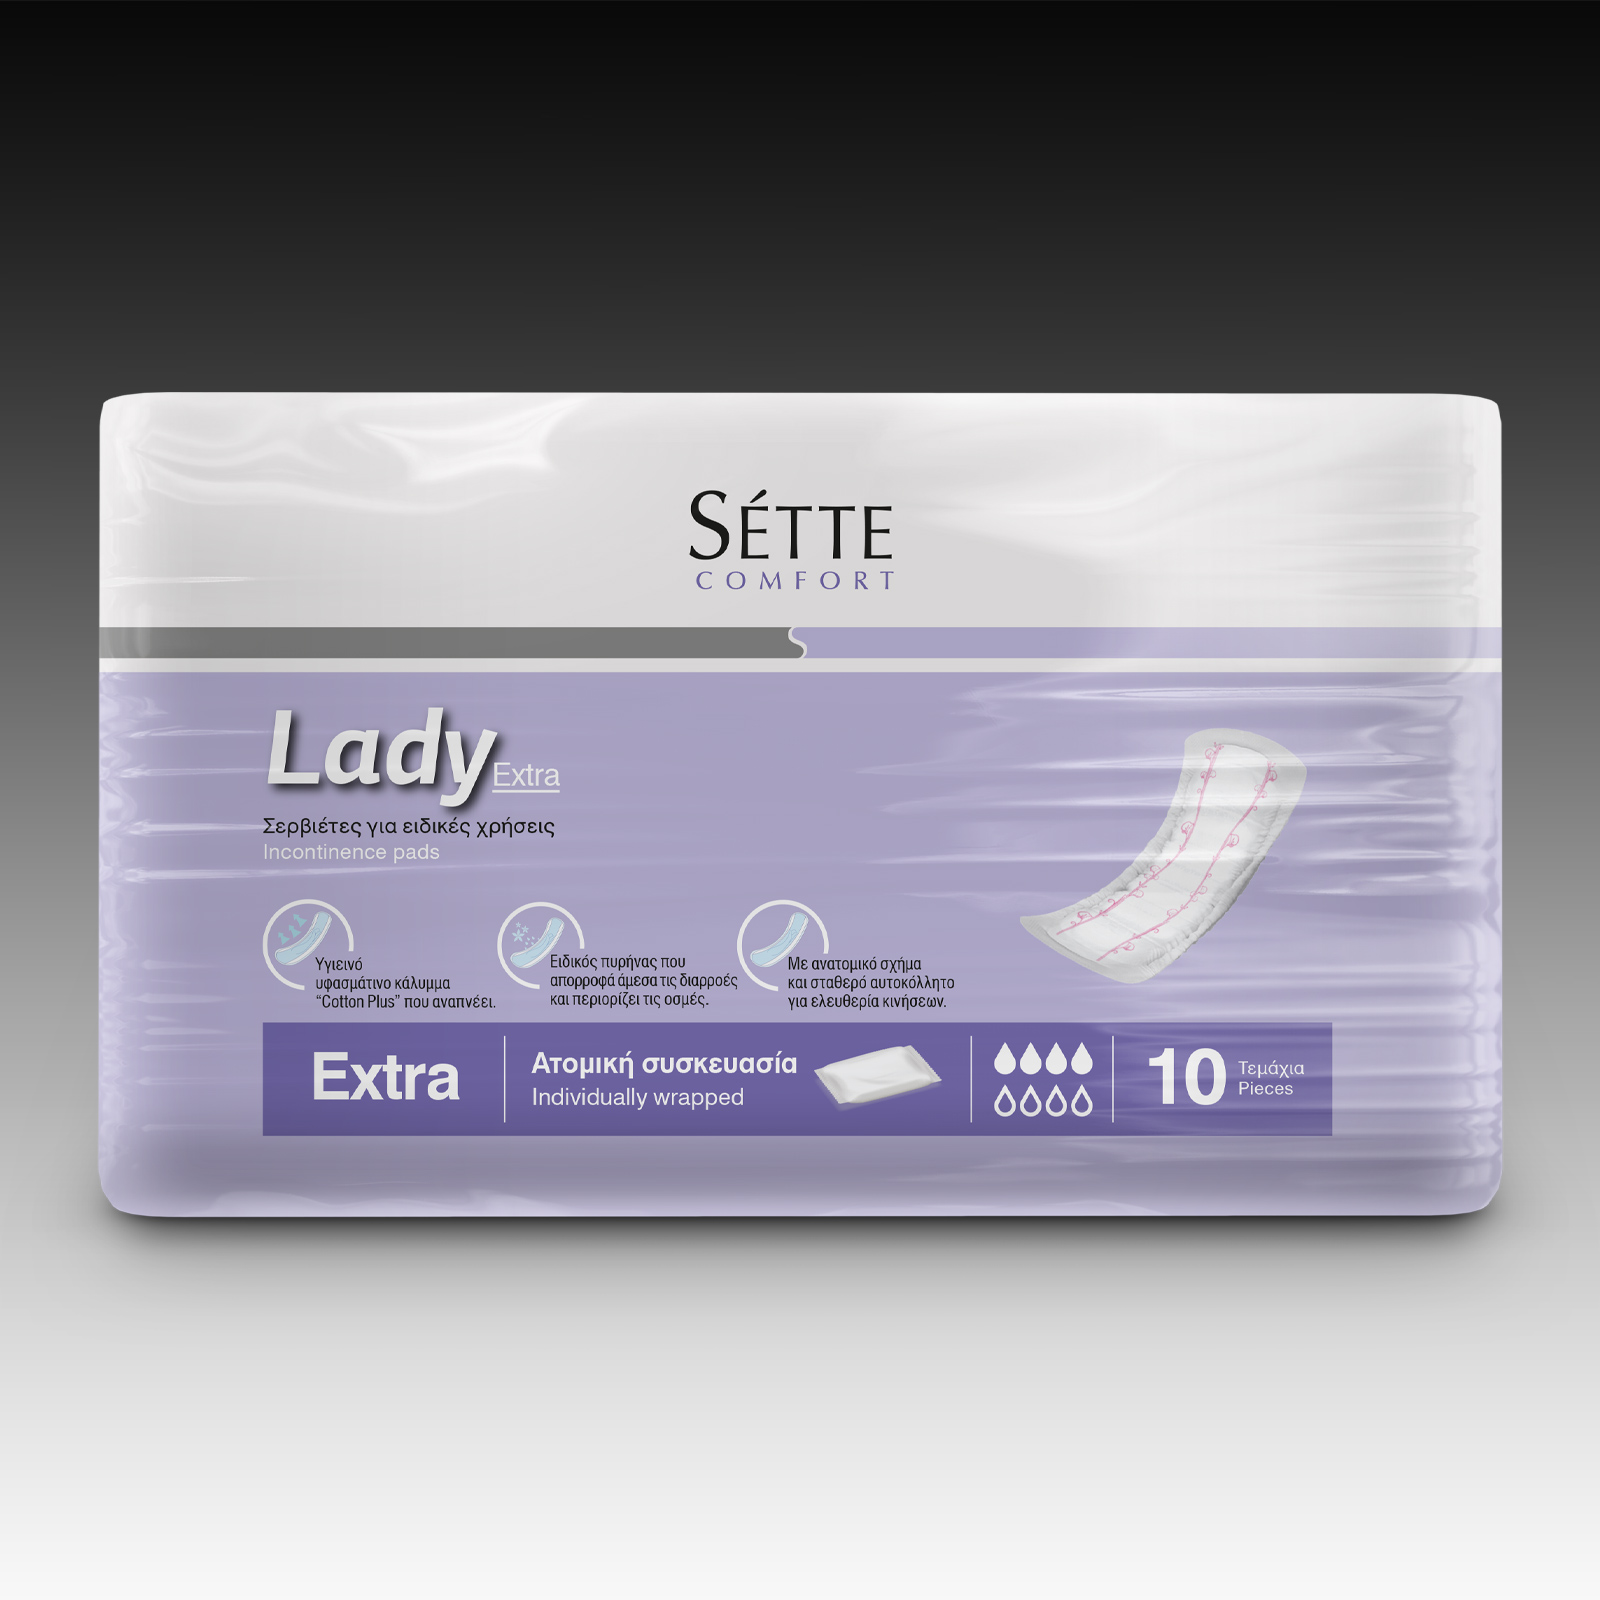 SÉTTE
COMFORT
Lady Extra
Σερβιέτες για ειδικές χρήσεις
Incontinence pads
Υγιεινό
υφασμάτινο κάλυμμα
“Cotton Plus” που αναπνέει.
Ειδικός πυρήνας που
απορροφά άμεσα τις διαρροές
και περιορίζει τις οσμές.
Με ανατομικό σχήμα
και σταθερό αυτοκόλλητο
για ελευθερία κινήσεων.
Extra
Ατομική συσκευασία
Individually wrapped
10 Τεμάχια
Pieces